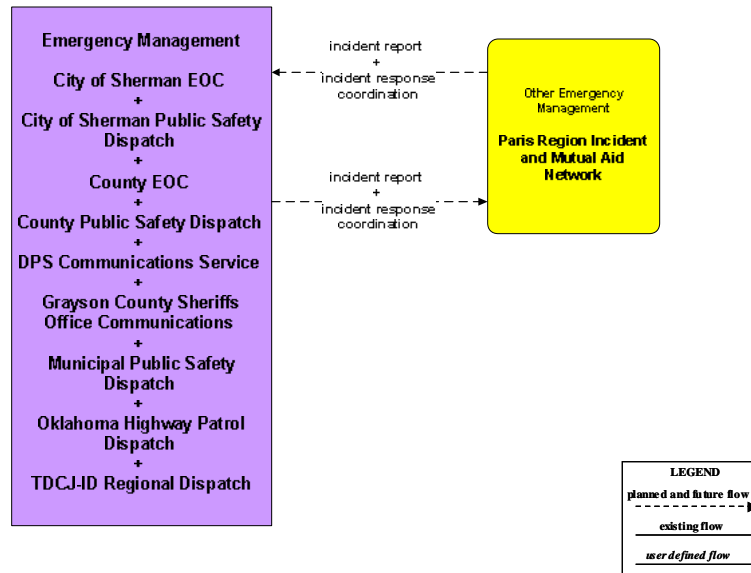 Emergency Management
City of Sherman EOC
+
City of Sherman Public Safety
Dispatch
+
County EOC
+
County Public Safety Dispatch
+
DPS Communications Service
+
Grayson County Sheriffs
Office Communications
+
Municipal Public Safety
Dispatch
+
Oklahoma Highway Patrol
Dispatch
+
TDCJ-ID Regional Dispatch
incident report
+
incident response
coordination
incident report
+
incident response
coordination
Other Emergency
Management
Paris Region Incident
and Mutual Aid
Network
LEGEND
planned and future flow
existing flow
user defined flow